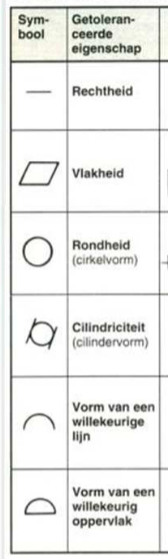 Sym-
bool
Getoleran-
ceerde
eigenschap
Rechtheid
Vlakheid
Rondheid
(cirkelvorm)
Cilindriciteit
(cilindervorm)
Vorm van een
willekeurige
lijn
Vorm van een
willekeurig
oppervlak